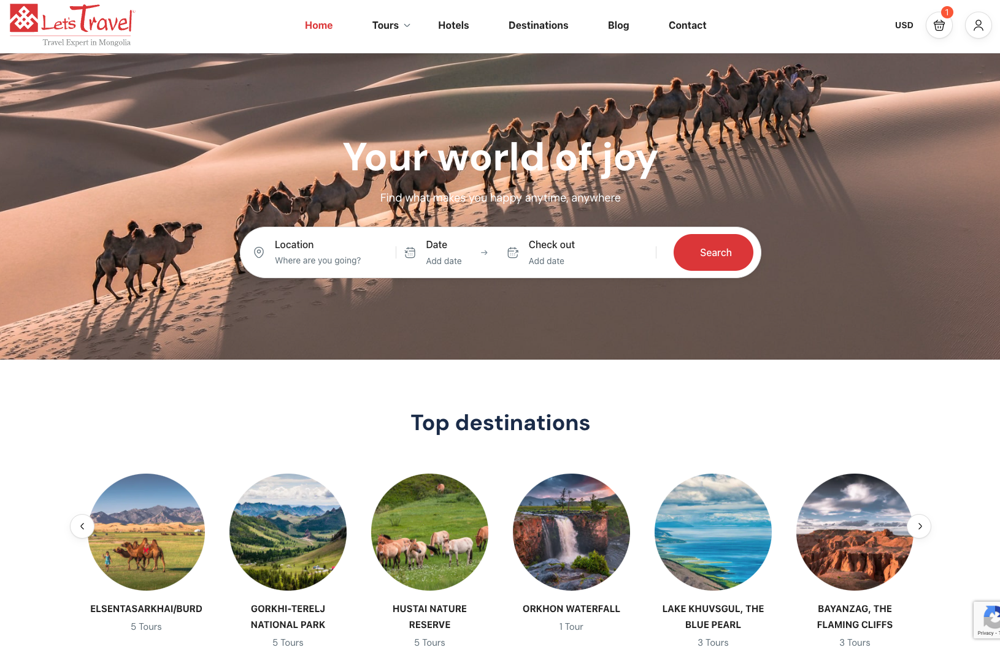 Let's Travel
Travel Expert in Mongolia
Home
Tours
Hotels
Destinations
Blog
Contact
USD
1
Your world of joy
Find what makes you happy anytime, anywhere
Location
Where are you going?
Date
Add date
Check out
Add date
Search
Top destinations
ELSENTASARKHAI/BURD
5 Tours
GORKHI-TERELJ
NATIONAL PARK
5 Tours
HUSTAI NATURE
RESERVE
5 Tours
ORKHON WATERFALL
1 Tour
LAKE KHUVSGUL, THE
BLUE PEARL
3 Tours
BAYANZAG, THE
FLAMING CLIFFS
3 Tours
Privacy -